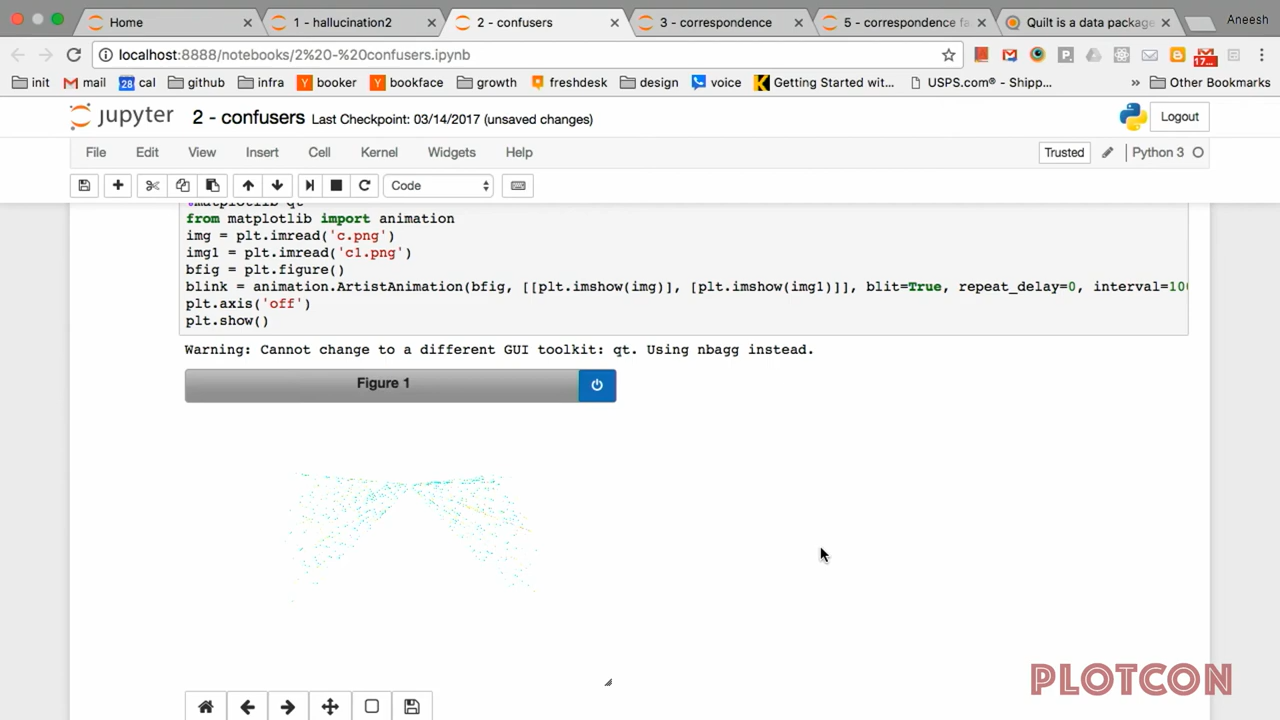 Home
1 - hallucination2
2 - confusers
3 - correspondence
5 - correspondence fa
Quilt is a data package
Aneesh
localhost:8888/notebooks/2%20-%20confusers.ipynb
init
mail
28 cal
github
infra
booker
bookface
growth
freshdesk
design
voice
Getting Started wit...
USPS.com® - Shipp...
»
Other Bookmarks
jupyter
2 - confusers Last Checkpoint: 03/14/2017 (unsaved changes)
Logout
File Edit View Insert Cell Kernel Widgets Help
Trusted
Python 3
Code
%matplotlib qt
from matplotlib import animation
img = plt.imread('c.png')
img1 = plt.imread('c1.png')
bfig = plt.figure()
blink = animation.ArtistAnimation(bfig, [[plt.imshow(img)], [plt.imshow(img1)]], blit=True, repeat_delay=0, interval=100
plt.axis('off')
plt.show()
Warning: Cannot change to a different GUI toolkit: qt. Using nbagg instead.
Figure 1
PLOTCON